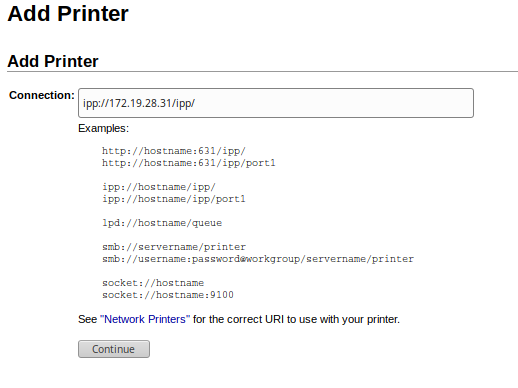 Add Printer
Add Printer
Connection: ipp://172.19.28.31/ipp/
Examples:
http://hostname:631/ipp/
http://hostname:631/ipp/port1
ipp://hostname/ipp/
ipp://hostname/ipp/port1
lpd://hostname/queue
smb://servername/printer
smb://username:password@workgroup/servername/printer
socket://hostname
socket://hostname:9100
See "Network Printers" for the correct URI to use with your printer.
Continue